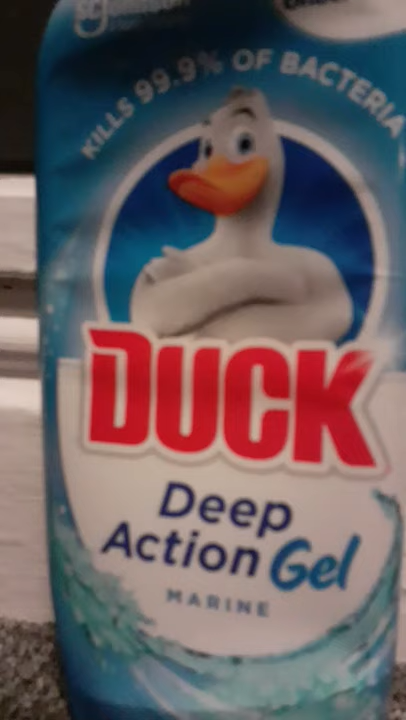 KILLS 99.9% OF BACTERIA
DUCK
Deep
Action Gel
MARINE